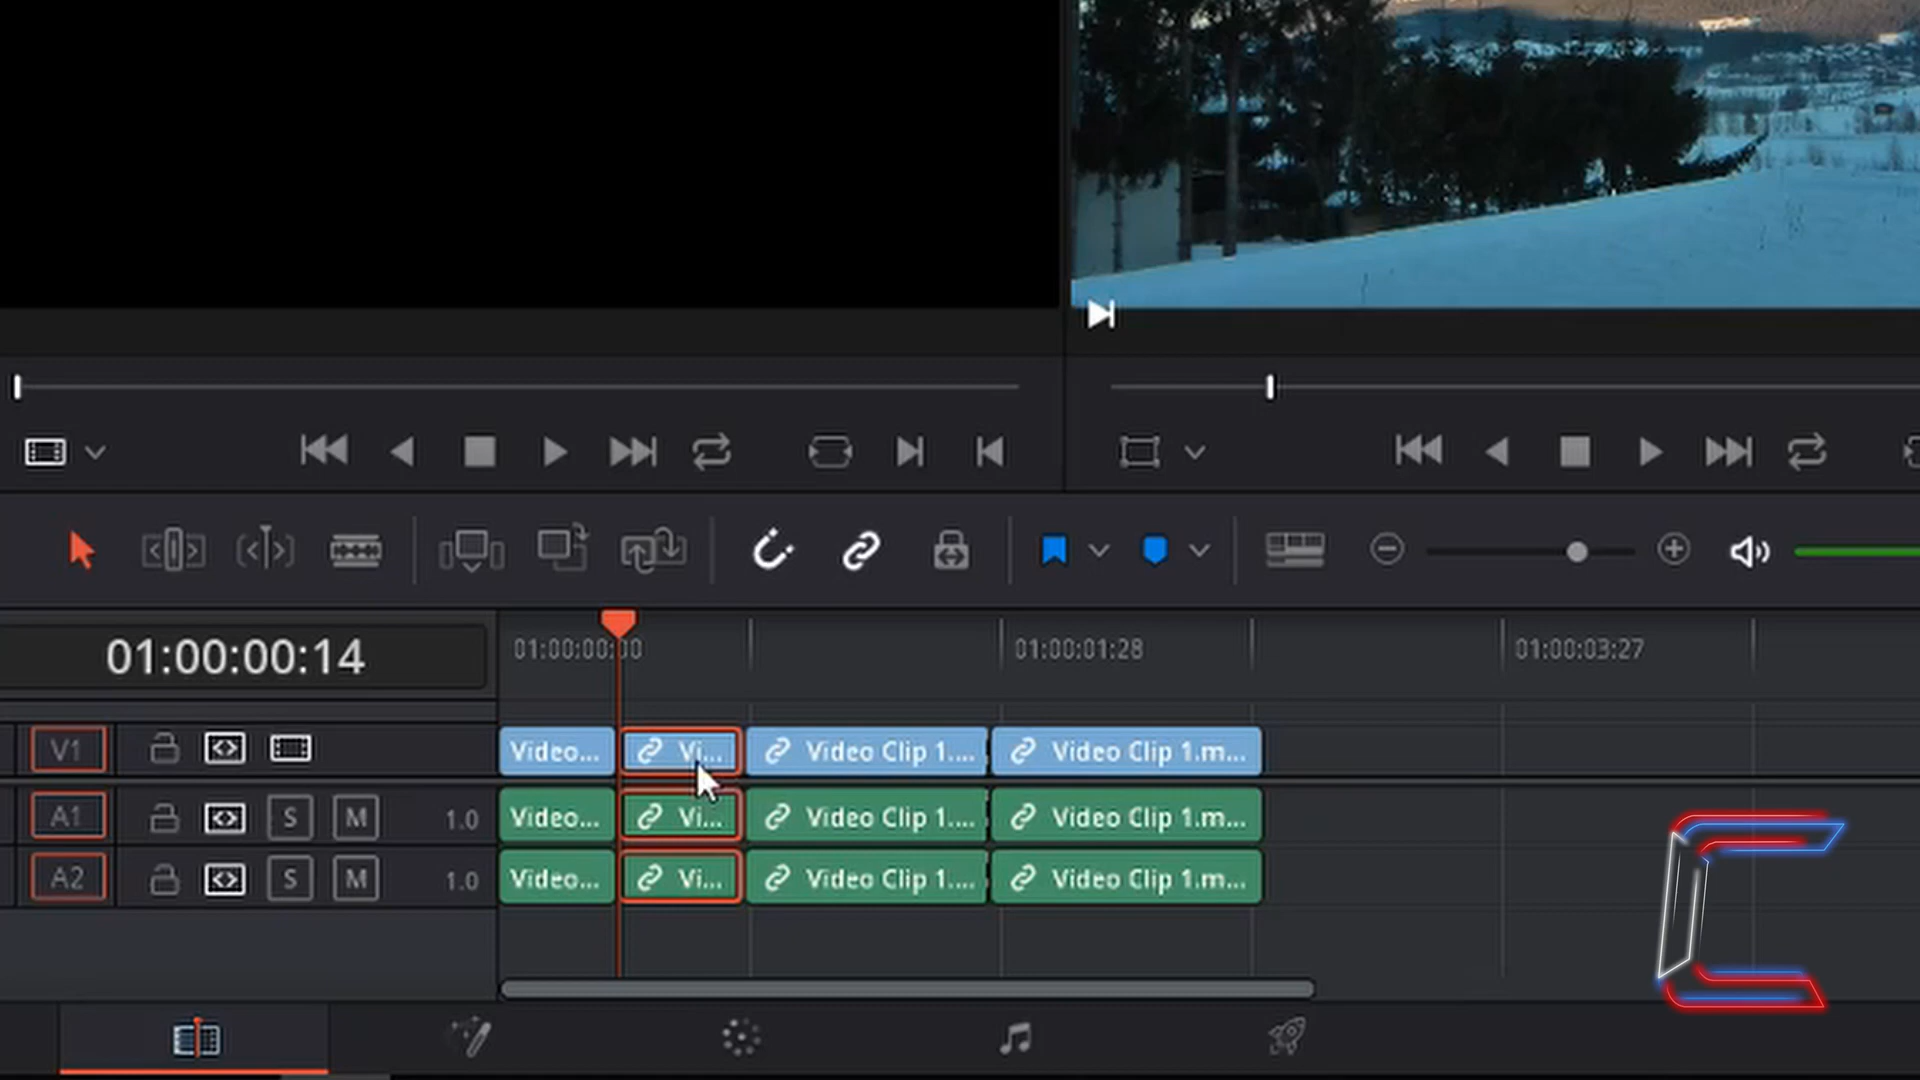 01:00:00:14 01:00:00:00 01:00:01:28 01:00:03:27
V1 Video... Vi... Video Clip 1.... Video Clip 1.m...
A1 S M 1.0 Video... Vi... Video Clip 1.... Video Clip 1.m...
A2 S M 1.0 Video... Vi... Video Clip 1.... Video Clip 1.m...